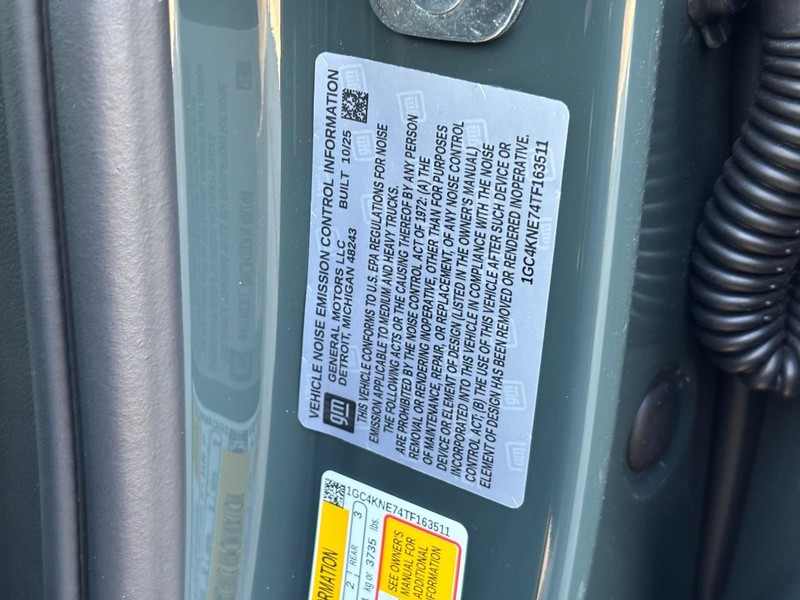 VEHICLE NOISE EMISSION CONTROL INFORMATION
gm
GENERAL MOTORS LLC BUILT 10/25
DETROIT, MICHIGAN 48243
THIS VEHICLE CONFORMS TO U.S. EPA REGULATIONS FOR NOISE
EMISSION APPLICABLE TO MEDIUM AND HEAVY TRUCKS.
THE FOLLOWING ACTS OR THE CAUSING THEREOF BY ANY PERSON
ARE PROHIBITED BY THE NOISE CONTROL ACT OF 1972: (A) THE
REMOVAL OR RENDERING INOPERATIVE, OTHER THAN FOR PURPOSES
OF MAINTENANCE, REPAIR, OR REPLACEMENT, OF ANY NOISE CONTROL
DEVICE OR ELEMENT OF DESIGN (LISTED IN THE OWNER'S MANUAL)
INCORPORATED INTO THIS VEHICLE IN COMPLIANCE WITH THE NOISE
CONTROL ACT; (B) THE USE OF THIS VEHICLE AFTER SUCH DEVICE OR
ELEMENT OF DESIGN HAS BEEN REMOVED OR RENDERED INOPERATIVE.
1GC4KNE74TF163511
1GC4KNE74TF163511
2 REAR 3
kg or 3735 lbs.
SEE OWNER'S
MANUAL FOR
ADDITIONAL
INFORMATION